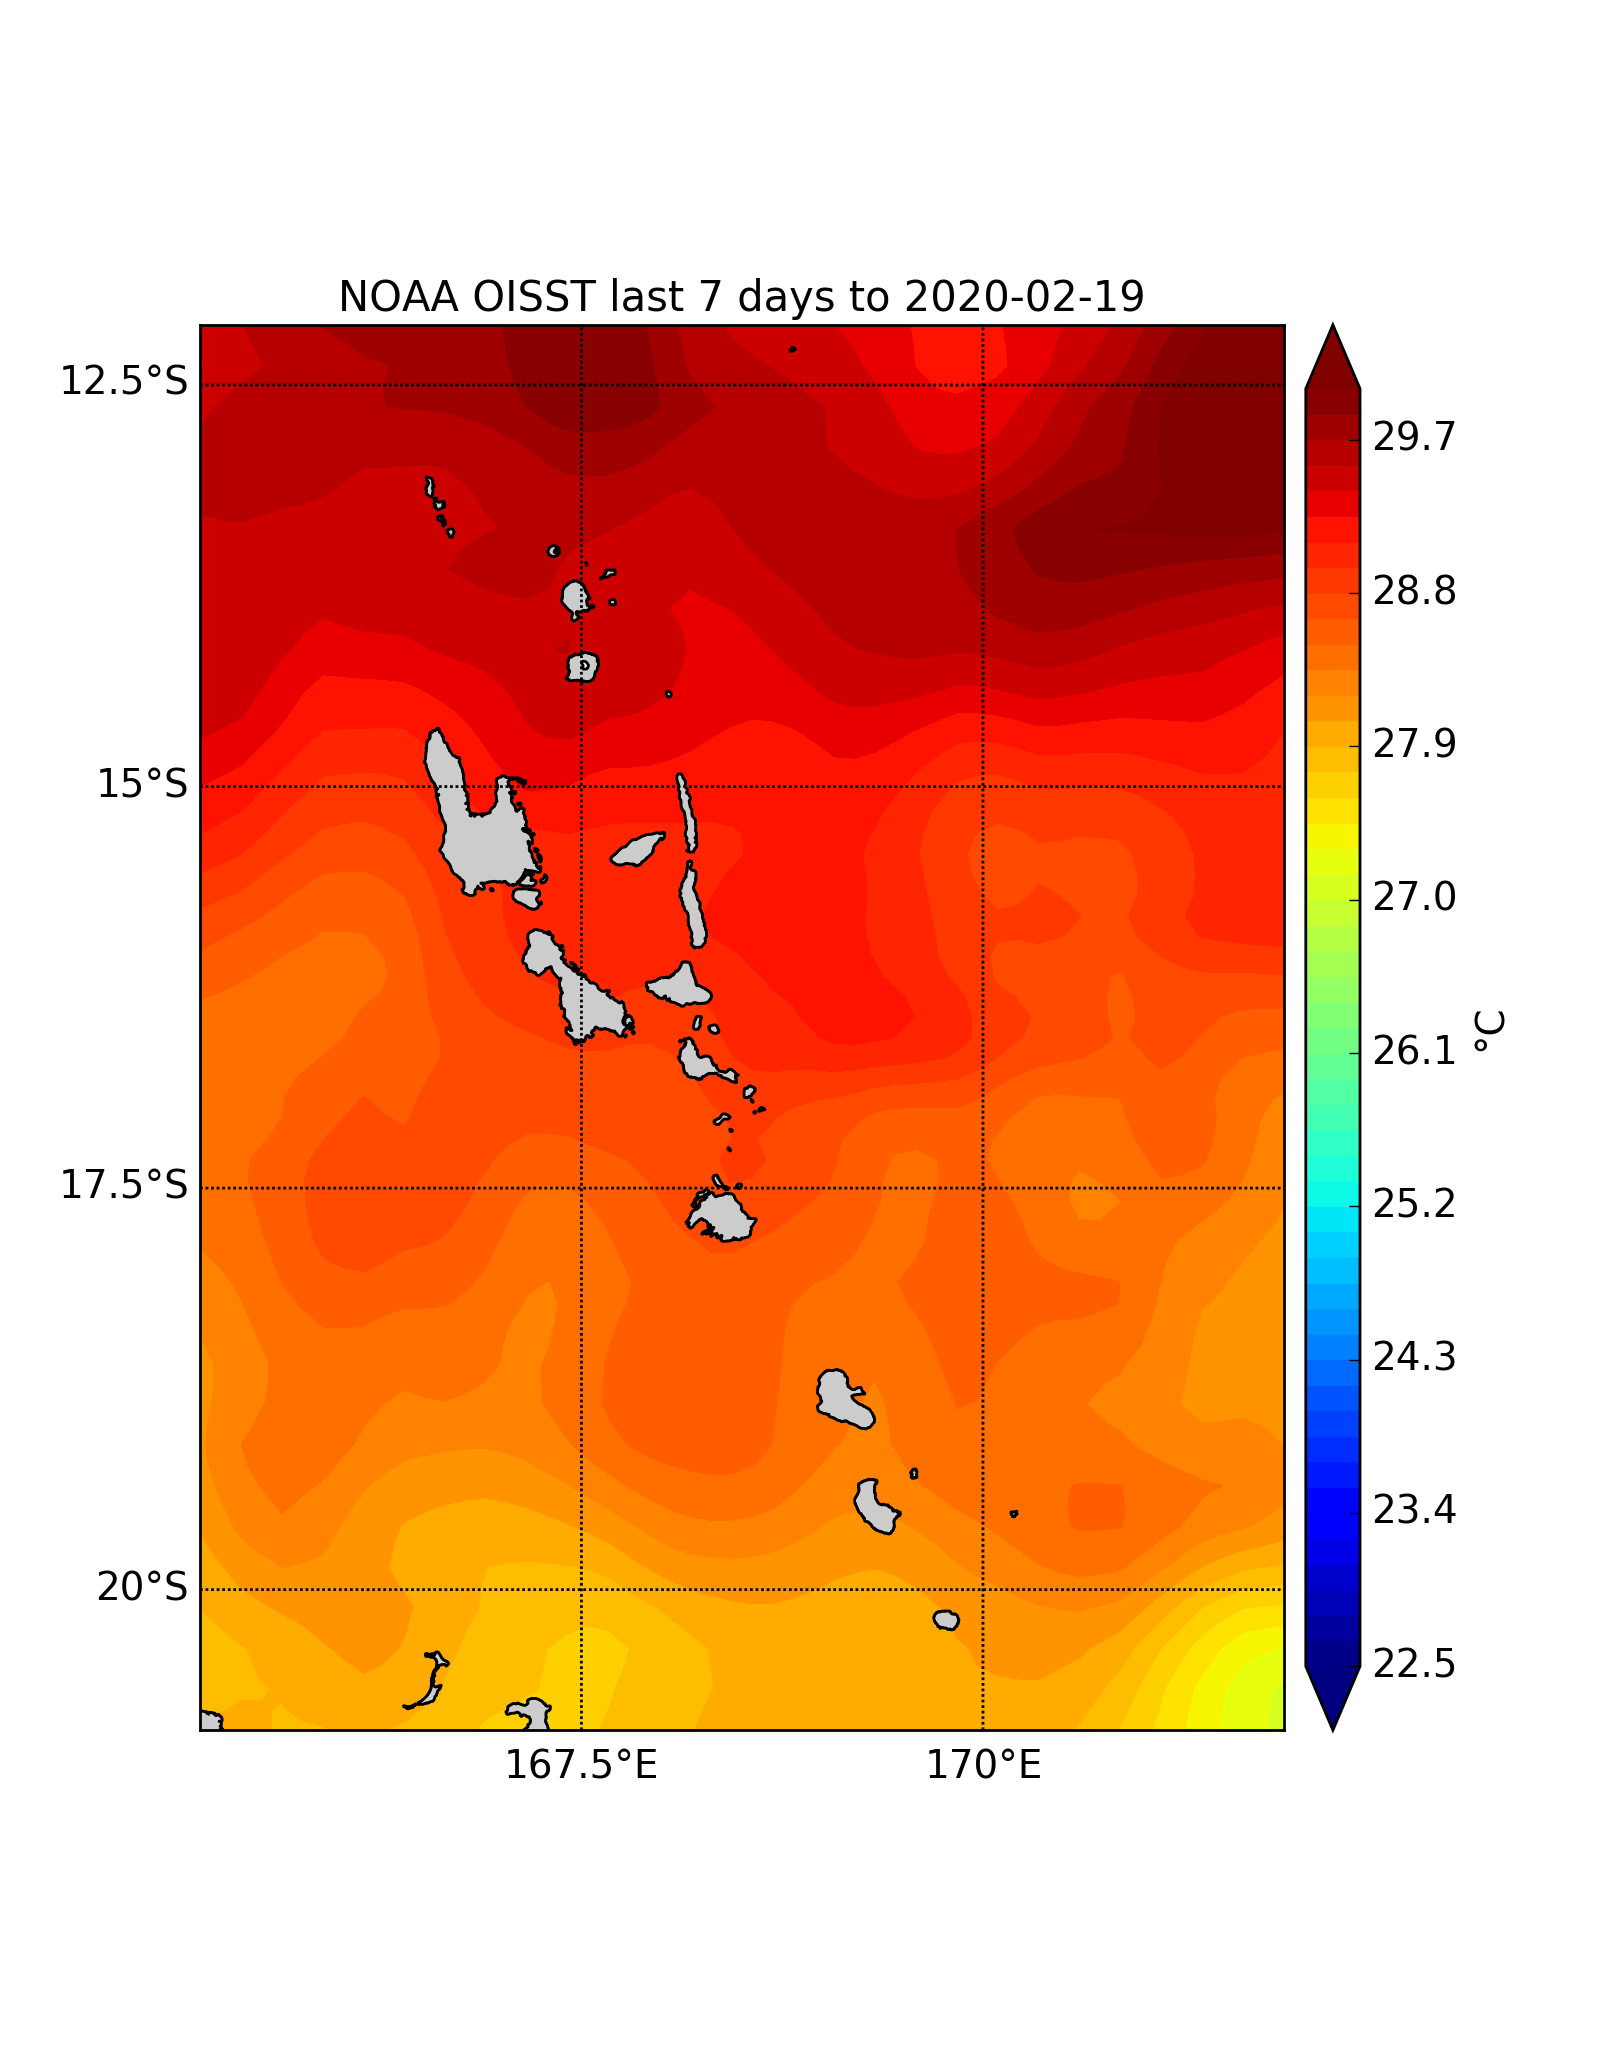 NOAA OISST last 7 days to 2020-02-19
12.5°S
15°S
17.5°S
20°S
167.5°E
170°E
29.7
28.8
27.9
27.0
26.1
25.2
24.3
23.4
22.5
°C